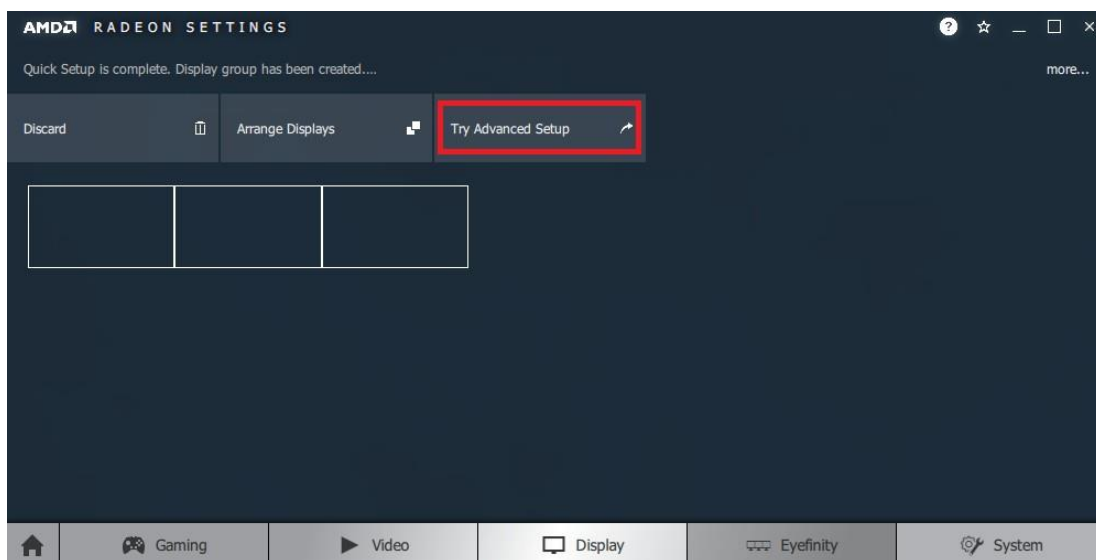 AMD RADEON SETTINGS
Quick Setup is complete. Display group has been created....
more...
Discard
Arrange Displays
Try Advanced Setup
Gaming
Video
Display
Eyefinity
System